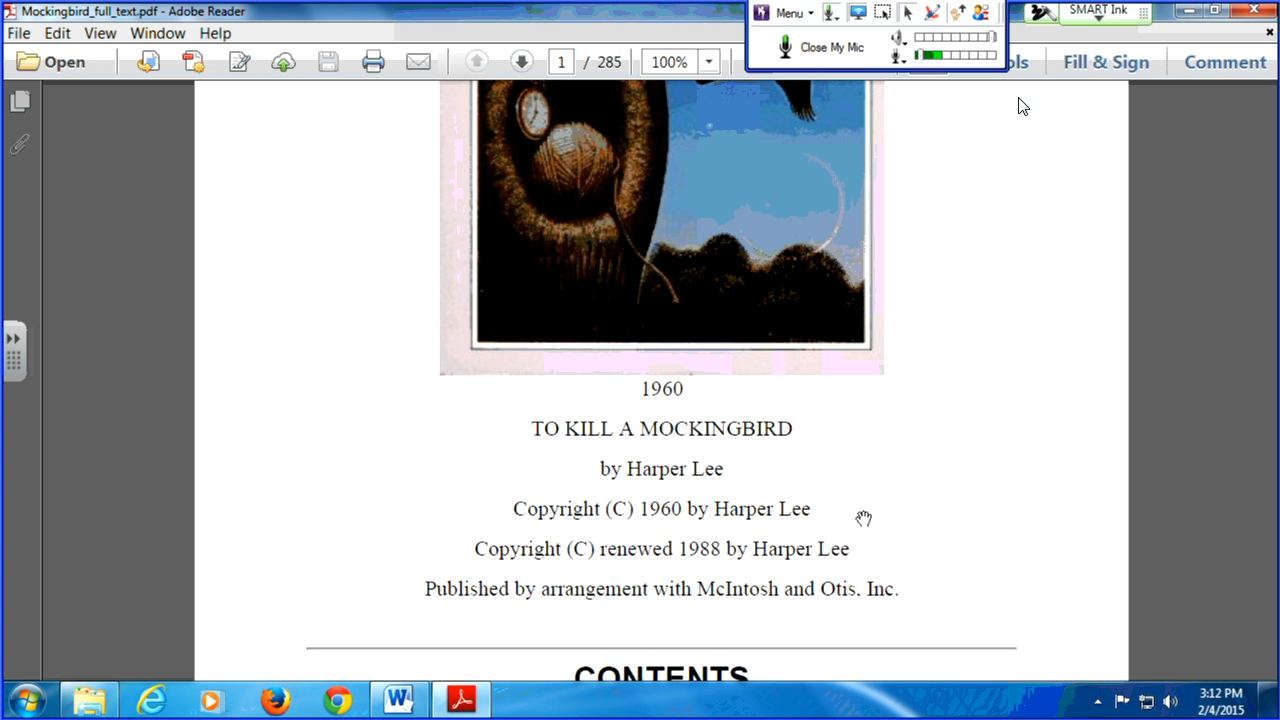 Mockingbird_full_text.pdf - Adobe Reader
Menu
SMART Ink
File Edit View Window Help
Close My Mic
Open
1 / 285
100%
Fill & Sign
Comment
1960
TO KILL A MOCKINGBIRD
by Harper Lee
Copyright (C) 1960 by Harper Lee
Copyright (C) renewed 1988 by Harper Lee
Published by arrangement with McIntosh and Otis, Inc.
CONTENTS
3:12 PM
2/4/2015